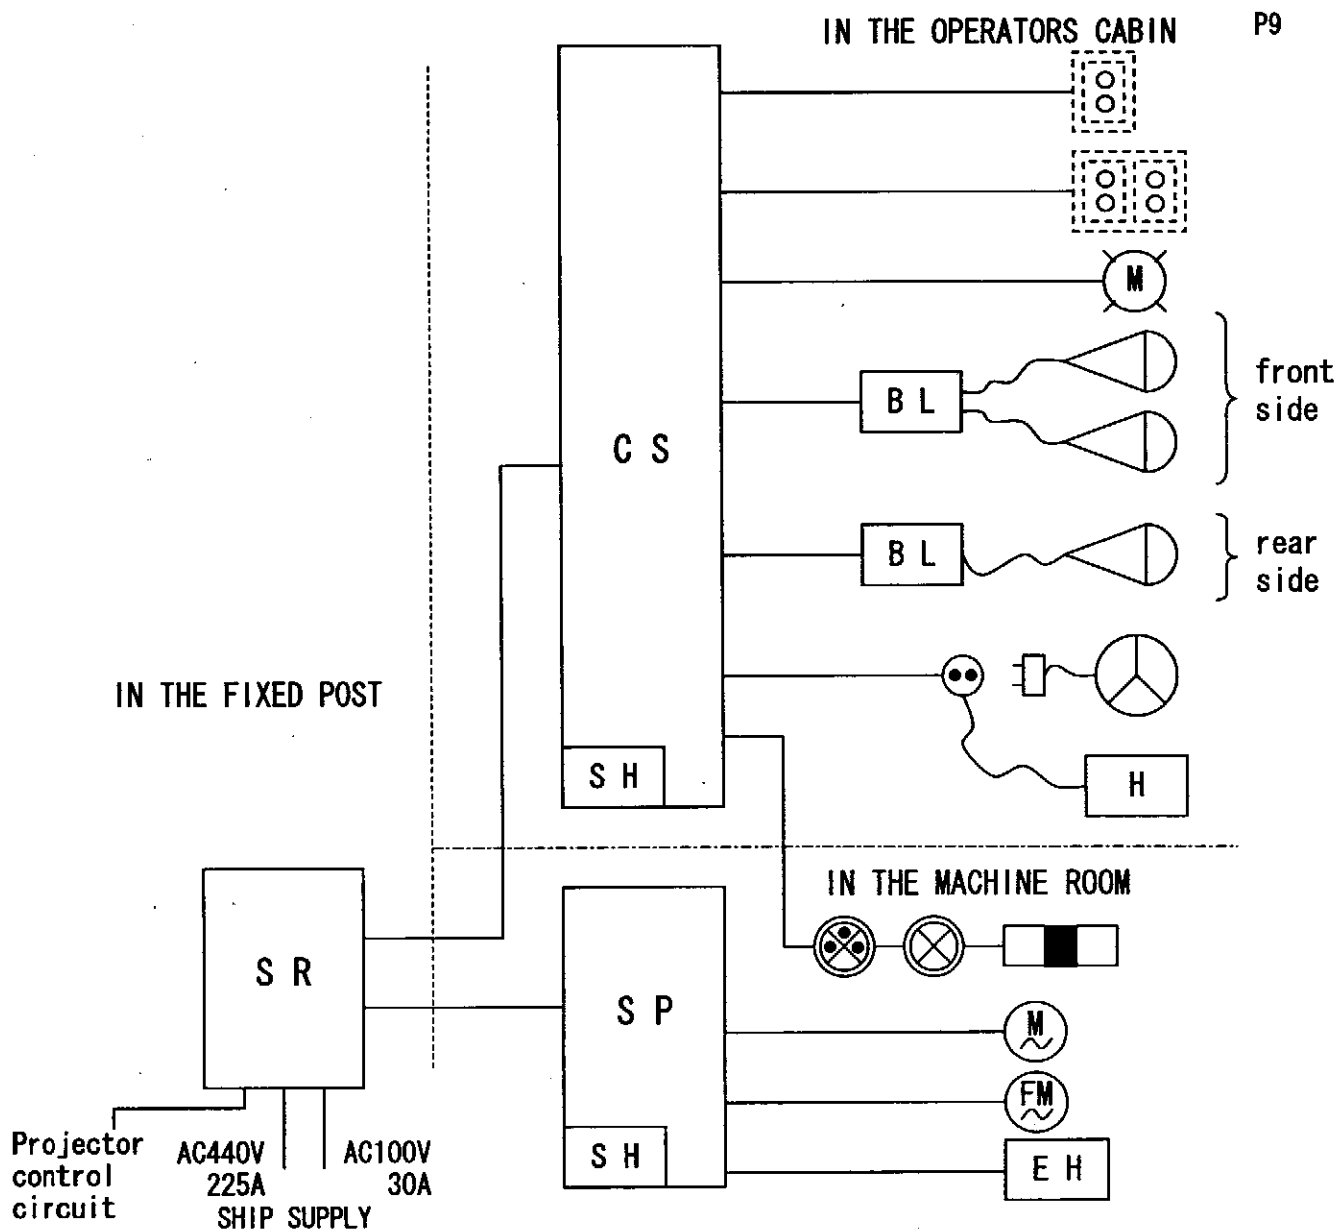 IN THE OPERATORS CABIN
P9
M
front
side
B L
C S
rear
side
B L
IN THE FIXED POST
S H
H
IN THE MACHINE ROOM
S R
S P
M
FM
S H
E H
Projector
control
circuit
AC440V
225A
AC100V
30A
SHIP SUPPLY